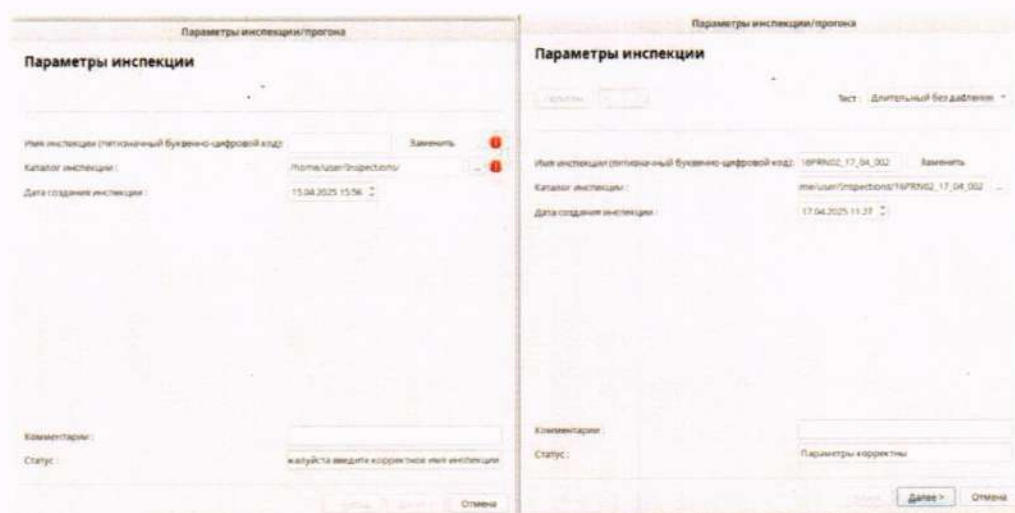 Параметры инспекции/прогона
Параметры инспекции
Имя инспекции (пятизначный буквенно-цифровой код):
Заменить
Каталог инспекции :
/home/user/Inspections/
...
Дата создания инспекции :
15.04.2025 15:56
Комментарии :
Статус :
жалуйста введите корректное имя инспекции
Отмена
Параметры инспекции/прогона
Параметры инспекции
Тест : Длительный без давления
Имя инспекции (пятизначный буквенно-цифровой код):
16PRN02_17_04_002
Заменить
Каталог инспекции :
me/user/Inspections/16PRN02_17_04_002
...
Дата создания инспекции :
17.04.2025 11:27
Комментарии :
Статус :
Параметры корректны
Далее >
Отмена